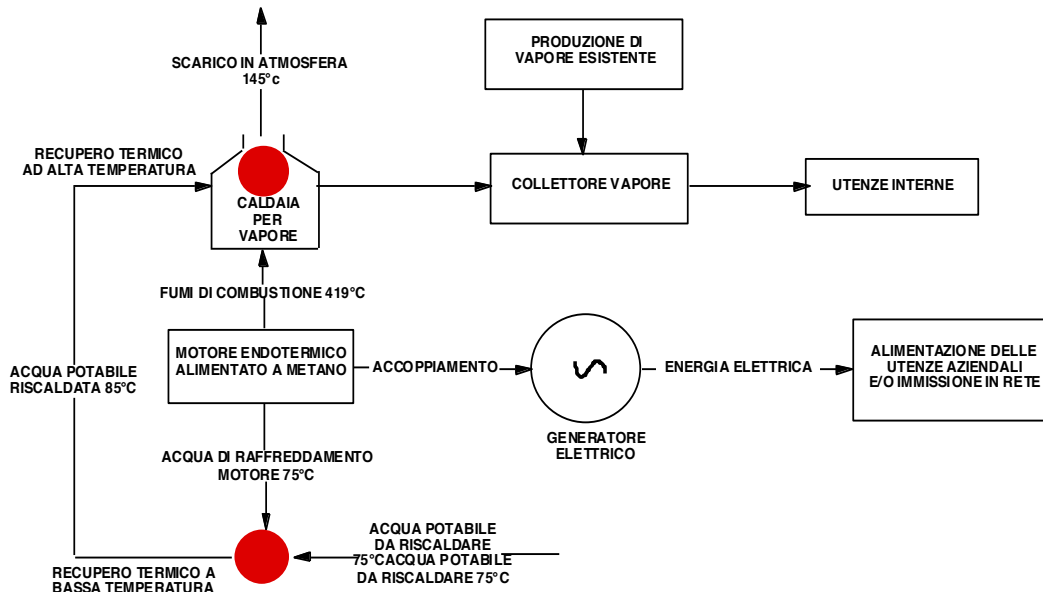 SCARICO IN ATMOSFERA
145°c
PRODUZIONE DI
VAPORE ESISTENTE
RECUPERO TERMICO
AD ALTA TEMPERATURA
CALDAIA
PER
VAPORE
COLLETTORE VAPORE
UTENZE INTERNE
FUMI DI COMBUSTIONE 419°C
MOTORE ENDOTERMICO
ALIMENTATO A METANO
ACCOPPIAMENTO
ENERGIA ELETTRICA
ALIMENTAZIONE DELLE
UTENZE AZIENDALI
E/O IMMISSIONE IN RETE
ACQUA POTABILE
RISCALDATA 85°C
GENERATORE
ELETTRICO
ACQUA DI RAFFREDDAMENTO
MOTORE 75°C
ACQUA POTABILE
DA RISCALDARE
75°CACQUA POTABILE
DA RISCALDARE 75°C
RECUPERO TERMICO A
BASSA TEMPERATURA